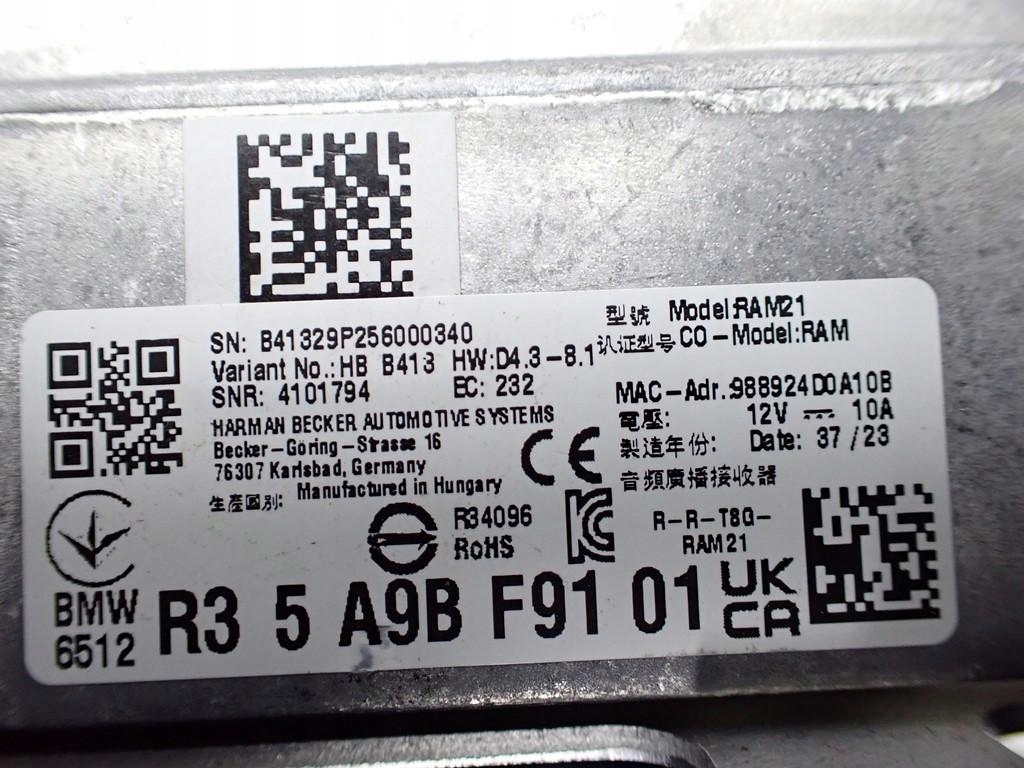 SN: B41329P256000340
Variant No.: HB B413 HW:D4.3-8.1
SNR: 4101794 EC: 232
HARMAN BECKER AUTOMOTIVE SYSTEMS
Becker-Göring-Strasse 16
76307 Karlsbad, Germany
生產國別: Manufactured in Hungary
型號 Model:RAM21
认证型号 CO-Model:RAM
MAC-Adr.:988924D0A10B
電壓: 12V 10A
製造年份: Date: 37/23
音頻廣播接收器
CE
R34096
RoHS
R-R-T8G-
RAM21
BMW
6512
R3 5 A9B F91 01
UK
CA